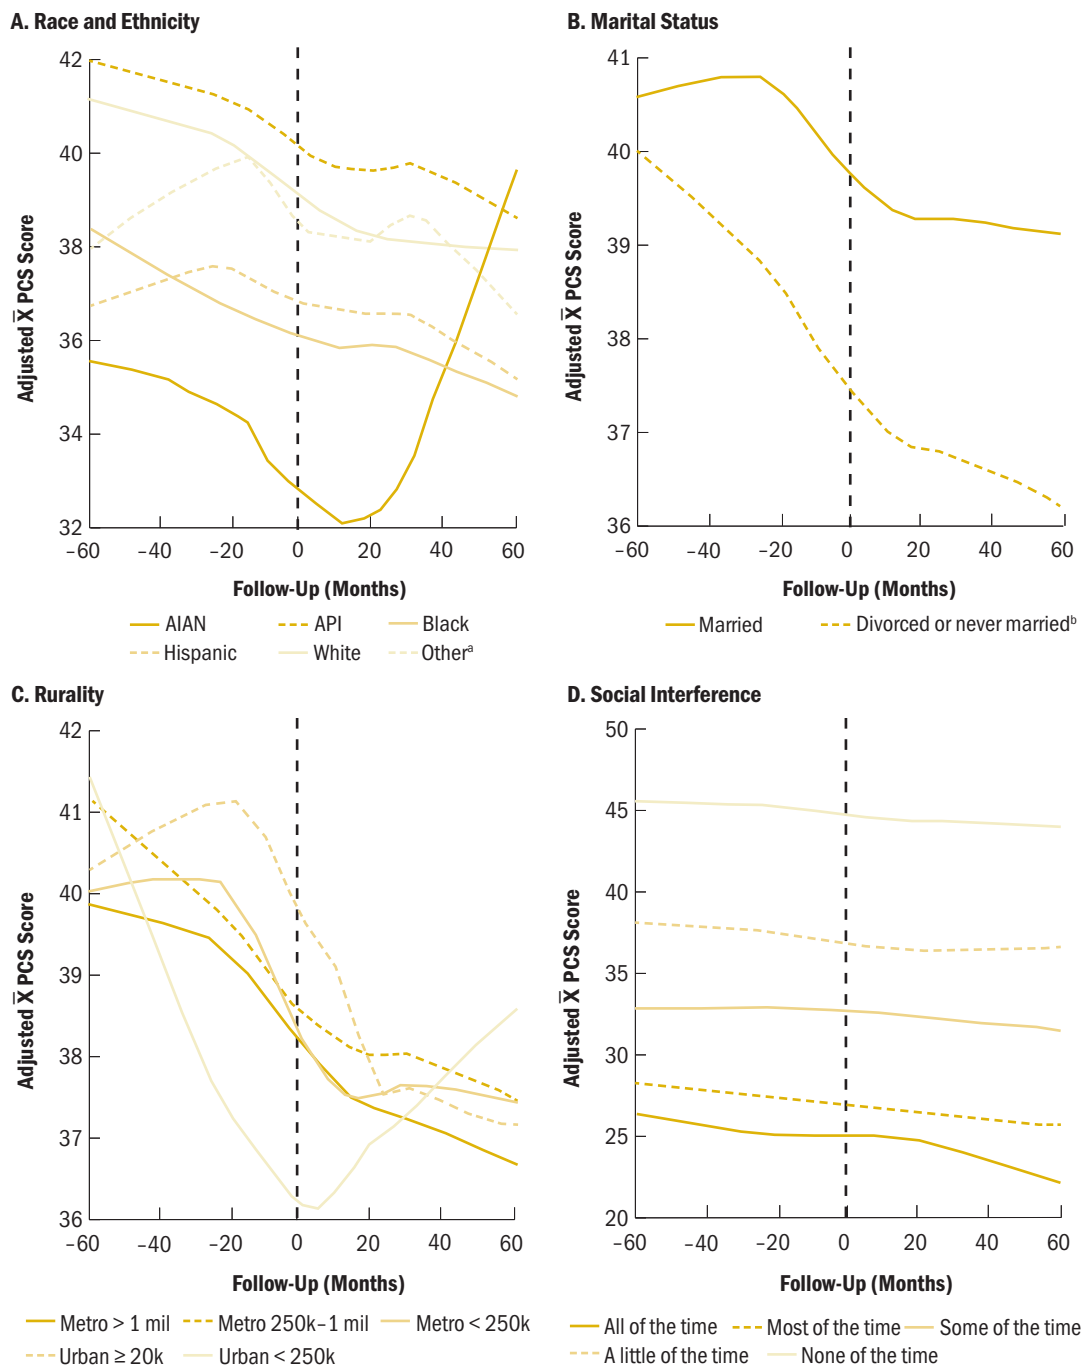 A. Race and Ethnicity
42
40
38
36
34
32
Adjusted X̄ PCS Score
−60 −40 −20 0 20 40 60
Follow-Up (Months)
AIAN API Black
Hispanic White Otherᵃ
B. Marital Status
41
40
39
38
37
36
Adjusted X̄ PCS Score
−60 −40 −20 0 20 40 60
Follow-Up (Months)
Married Divorced or never marriedᵇ
C. Rurality
42
41
40
39
38
37
36
Adjusted X̄ PCS Score
−60 −40 −20 0 20 40 60
Follow-Up (Months)
Metro > 1 mil Metro 250k–1 mil Metro < 250k
Urban ≥ 20k Urban < 250k
D. Social Interference
50
45
40
35
30
25
20
Adjusted X̄ PCS Score
−60 −40 −20 0 20 40 60
Follow-Up (Months)
All of the time Most of the time Some of the time
A little of the time None of the time